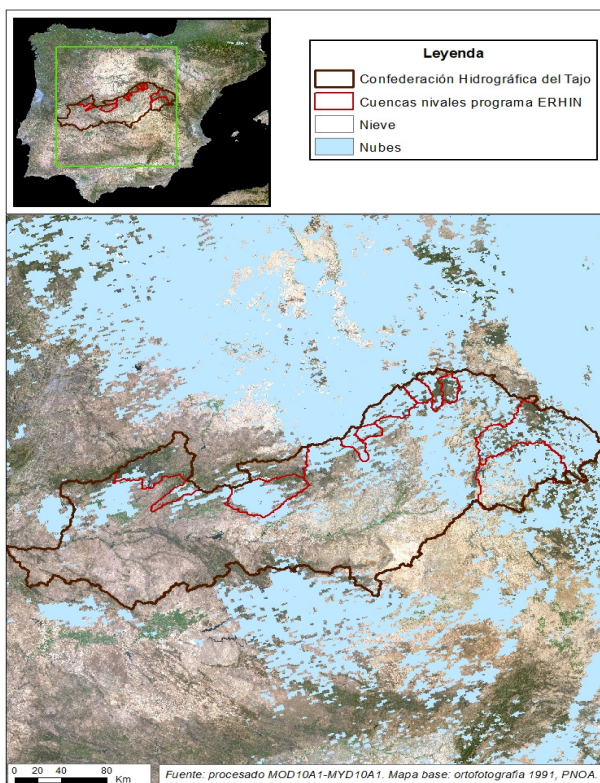 Leyenda
Confederación Hidrográfica del Tajo
Cuencas nivales programa ERHIN
Nieve
Nubes
0 20 40 80
Km
Fuente: procesado MOD10A1-MYD10A1. Mapa base: ortofotografía 1991, PNOA